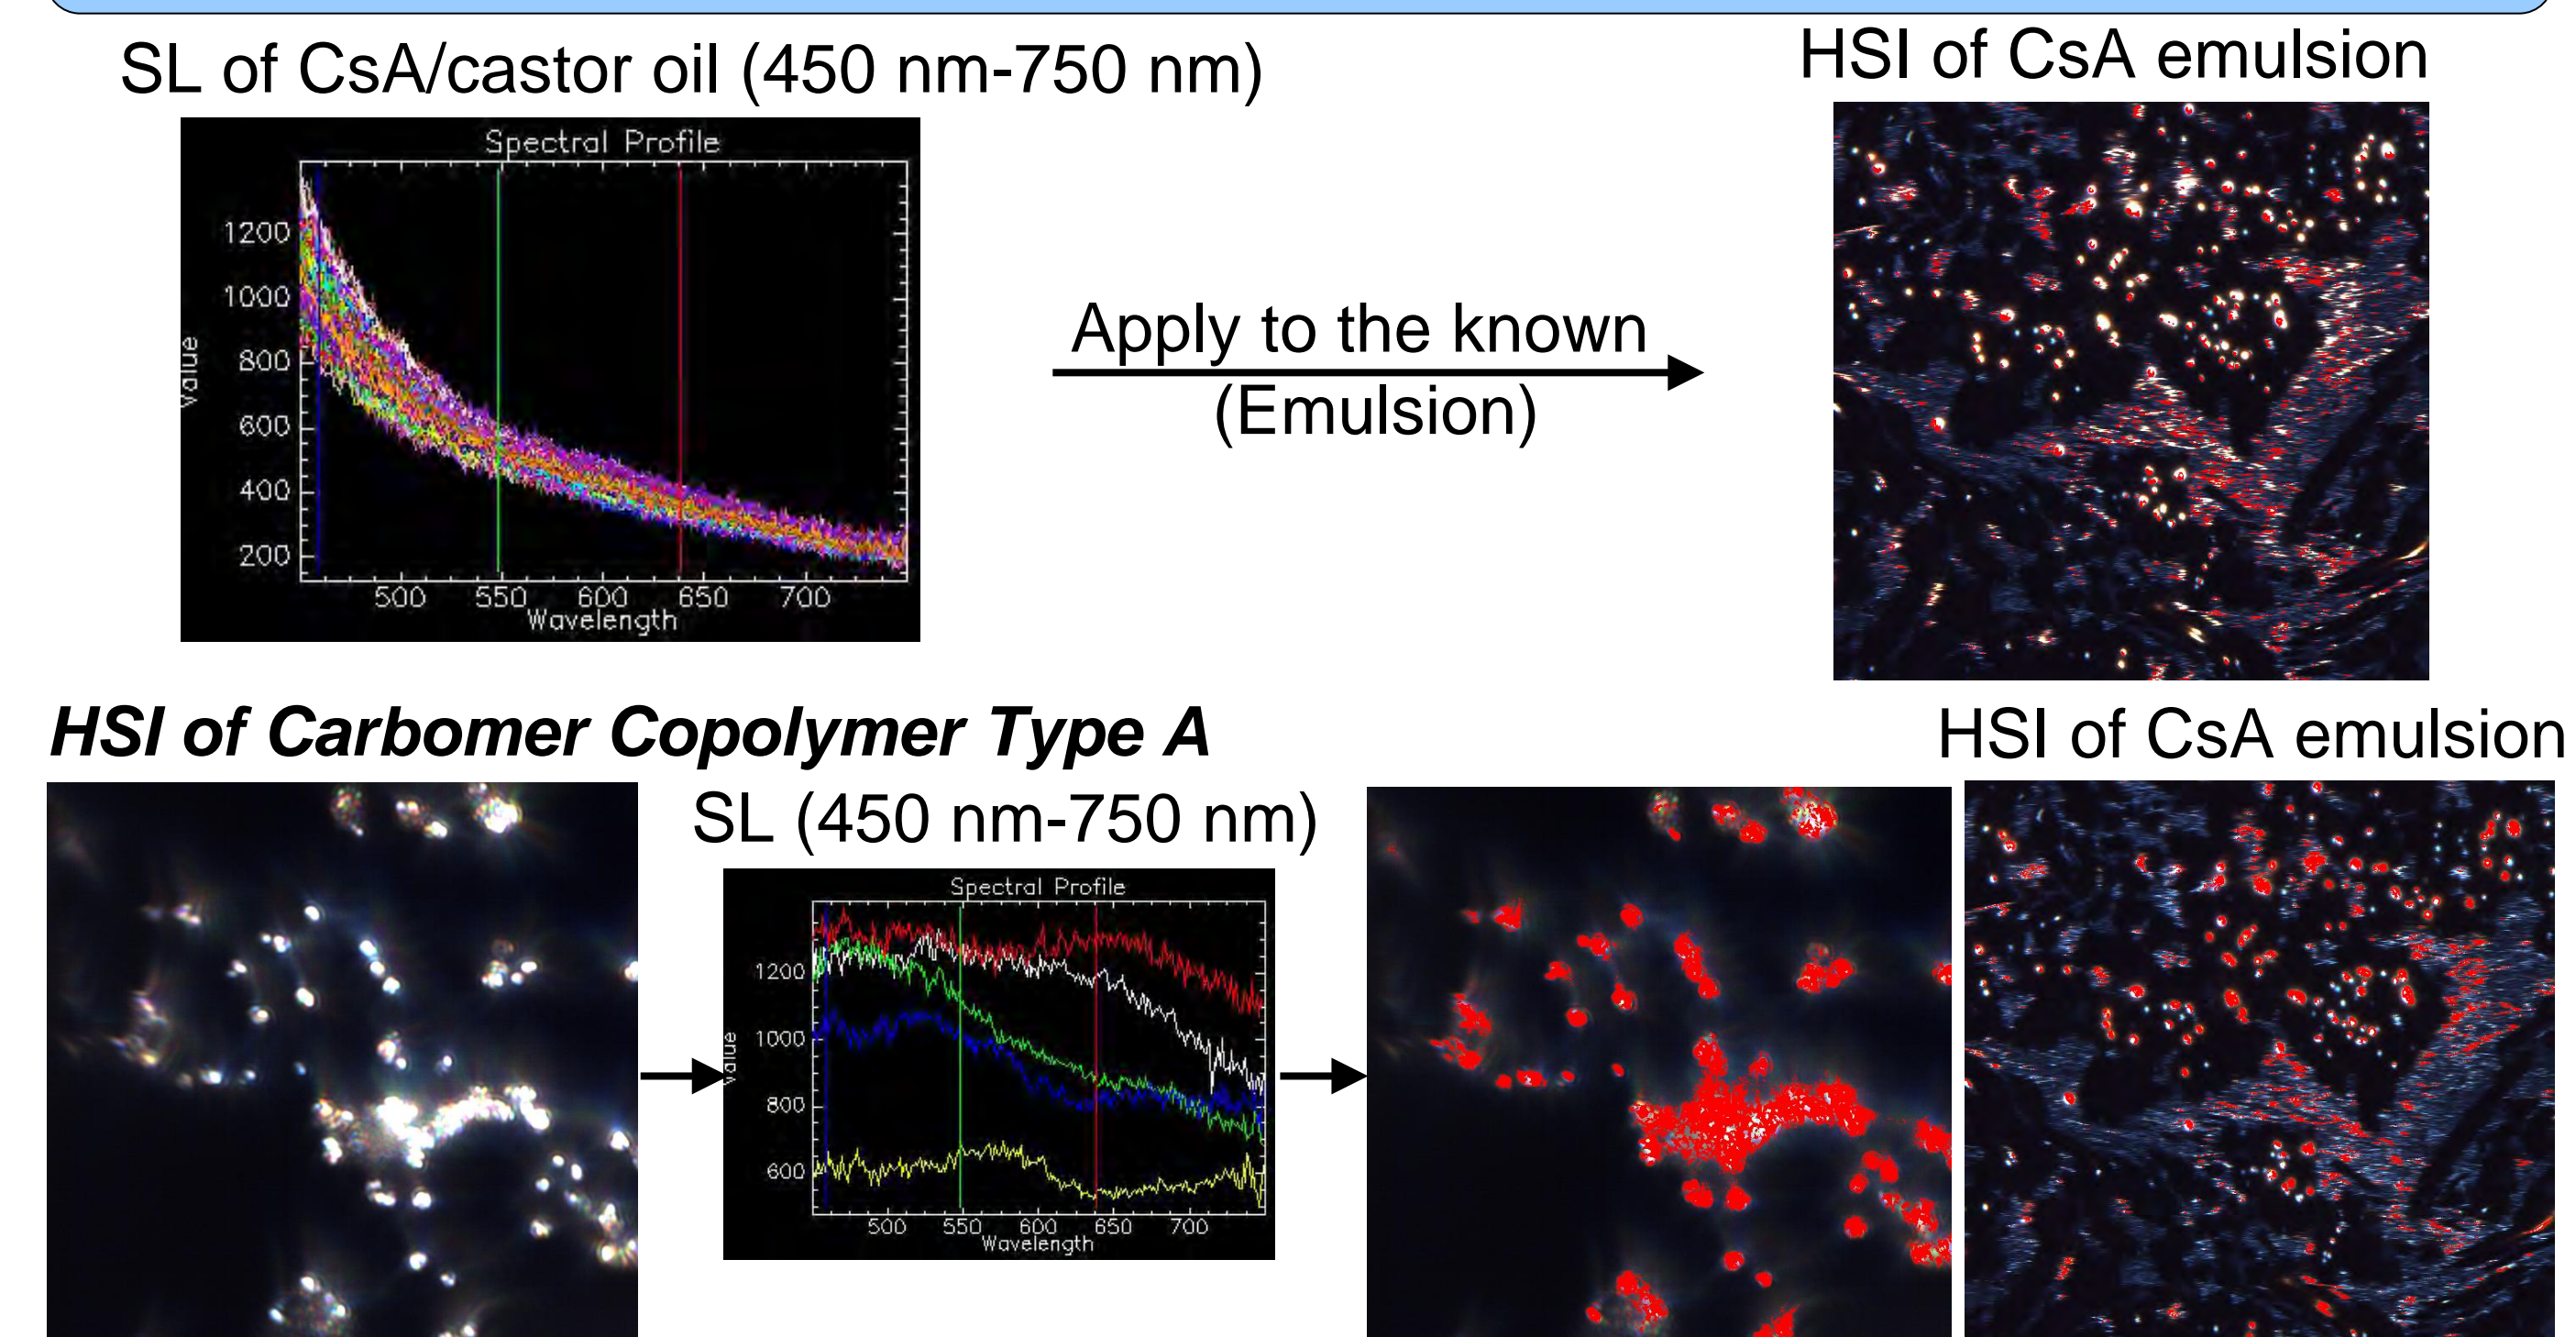 SL of CsA/castor oil (450 nm-750 nm)
HSI of CsA emulsion
Spectral Profile
1200
1000
800
600
400
200
Value
500 550 600 650 700
Wavelength
Apply to the known
(Emulsion)
HSI of Carbomer Copolymer Type A
HSI of CsA emulsion
SL (450 nm-750 nm)
Spectral Profile
1200
1000
800
600
Value
500 550 600 650 700
Wavelength